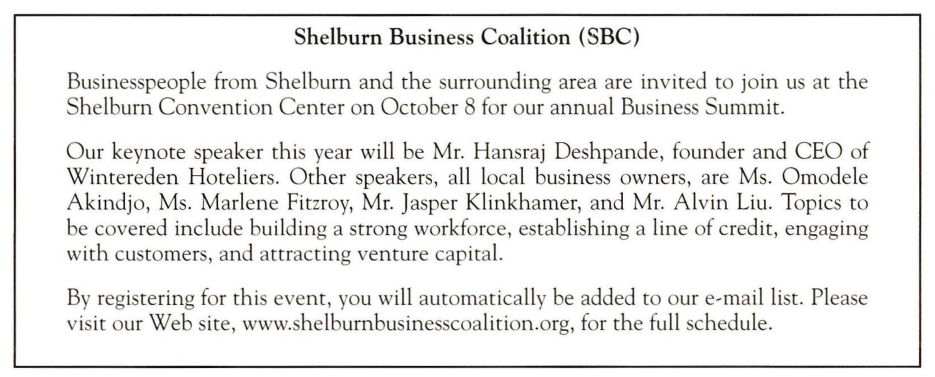 Shelburn Business Coalition (SBC)
Businesspeople from Shelburn and the surrounding area are invited to join us at the
Shelburn Convention Center on October 8 for our annual Business Summit.
Our keynote speaker this year will be Mr. Hansraj Deshpande, founder and CEO of
Wintereden Hoteliers. Other speakers, all local business owners, are Ms. Omodele
Akindjo, Ms. Marlene Fitzroy, Mr. Jasper Klinkhamer, and Mr. Alvin Liu. Topics to
be covered include building a strong workforce, establishing a line of credit, engaging
with customers, and attracting venture capital.
By registering for this event, you will automatically be added to our e-mail list. Please
visit our Web site, www.shelburnbusinesscoalition.org, for the full schedule.